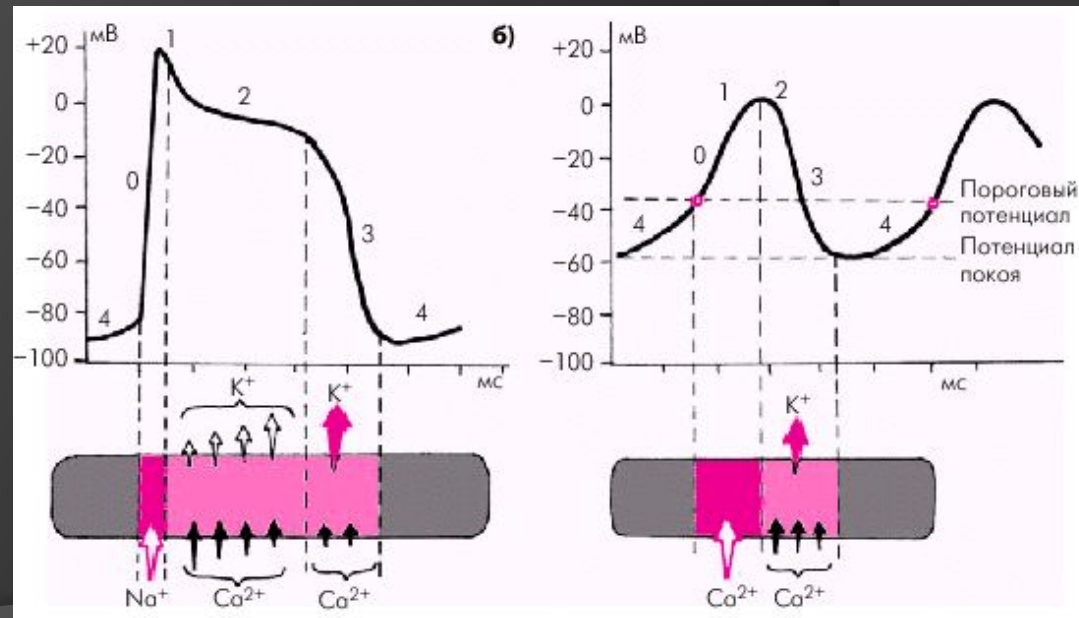 мВ
+20
0
−20
−40
−60
−80
−100
1
2
0
3
4
4
мс
K⁺
K⁺
Na⁺
Ca²⁺
Ca²⁺
б)
мВ
+20
0
−20
−40
−60
−80
−100
1
2
0
3
4
4
Пороговый
потенциал
Потенциал
покоя
мс
K⁺
Ca²⁺
Ca²⁺